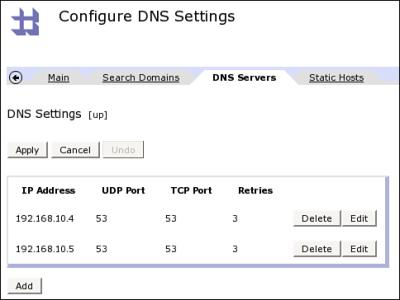 Configure DNS Settings
Main Search Domains DNS Servers Static Hosts
DNS Settings [up]
Apply Cancel Undo
IP Address UDP Port TCP Port Retries
192.168.10.4 53 53 3 Delete Edit
192.168.10.5 53 53 3 Delete Edit
Add